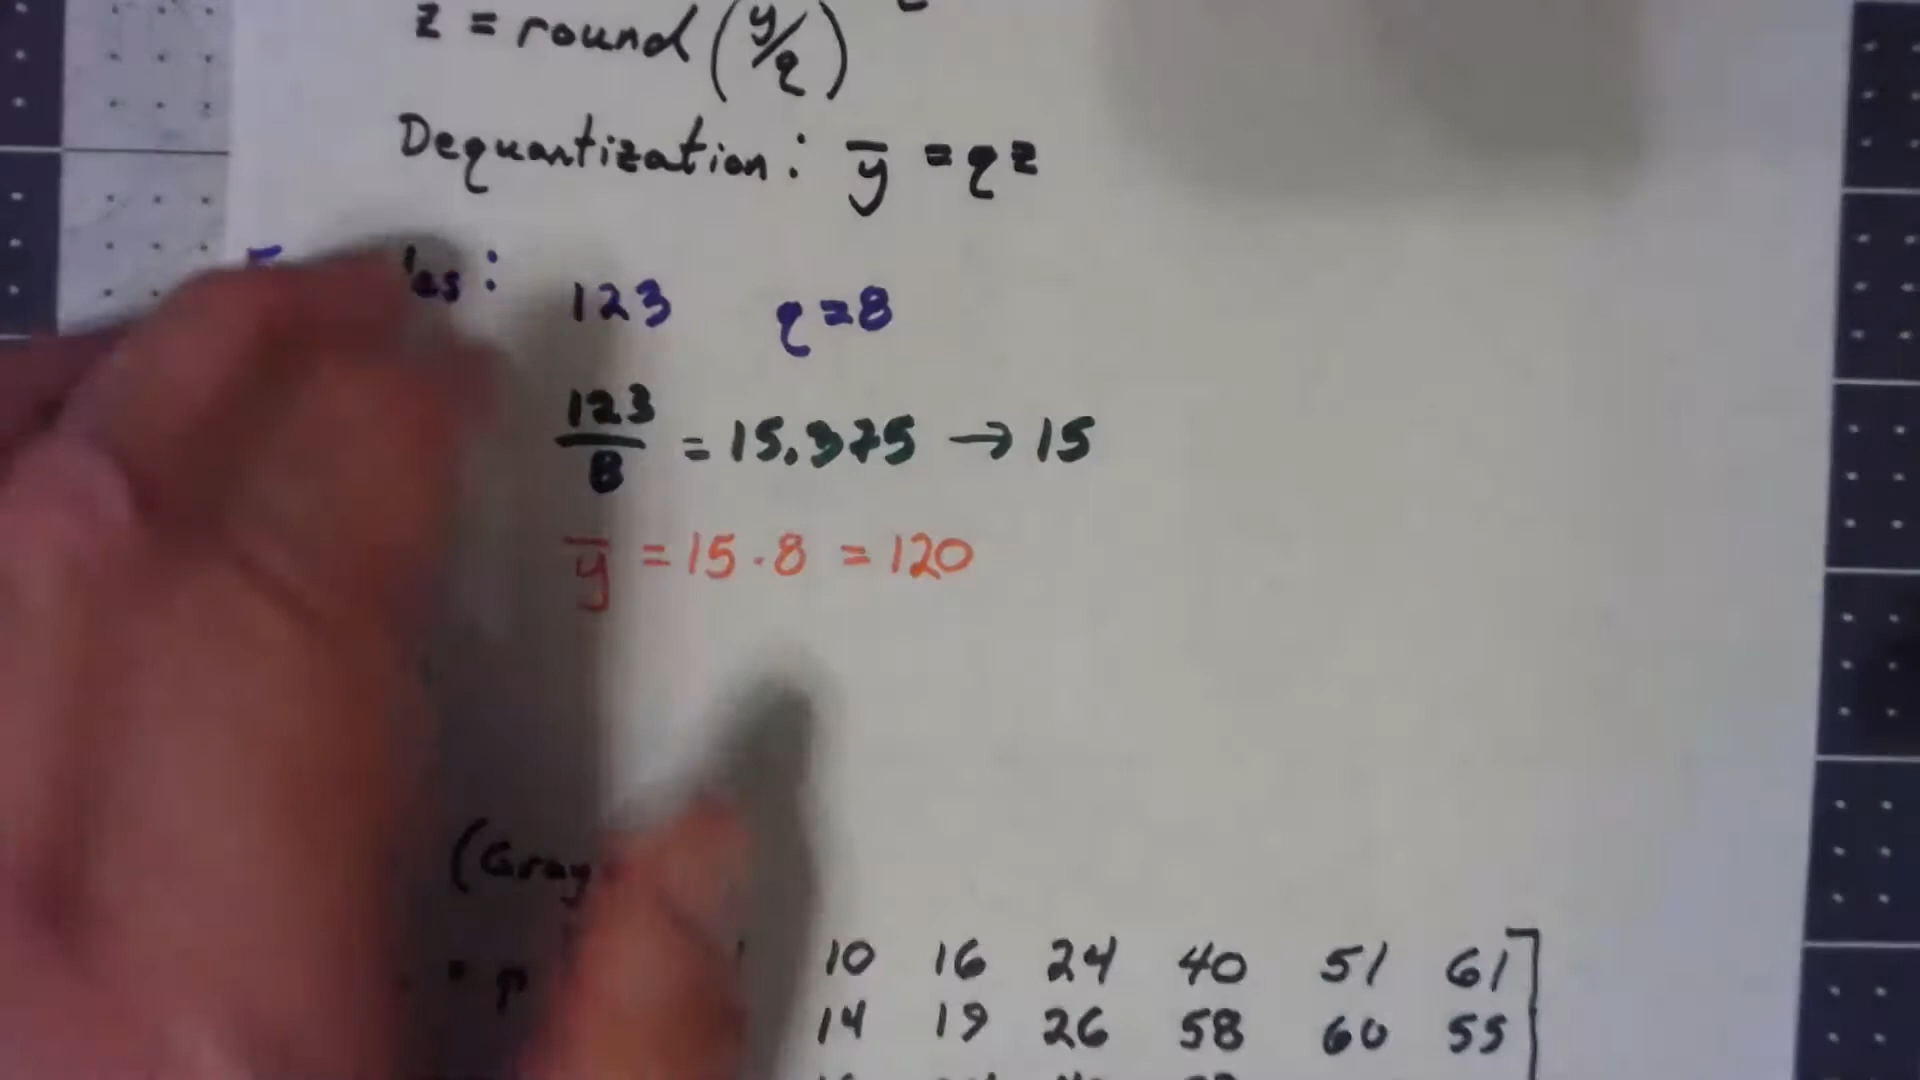 z = round(y/q)
Dequantization: ȳ = qz
123 q=8
123/8 = 15.375 → 15
ȳ = 15·8 = 120
(Gray
10 16 24 40 51 61
14 19 26 58 60 55